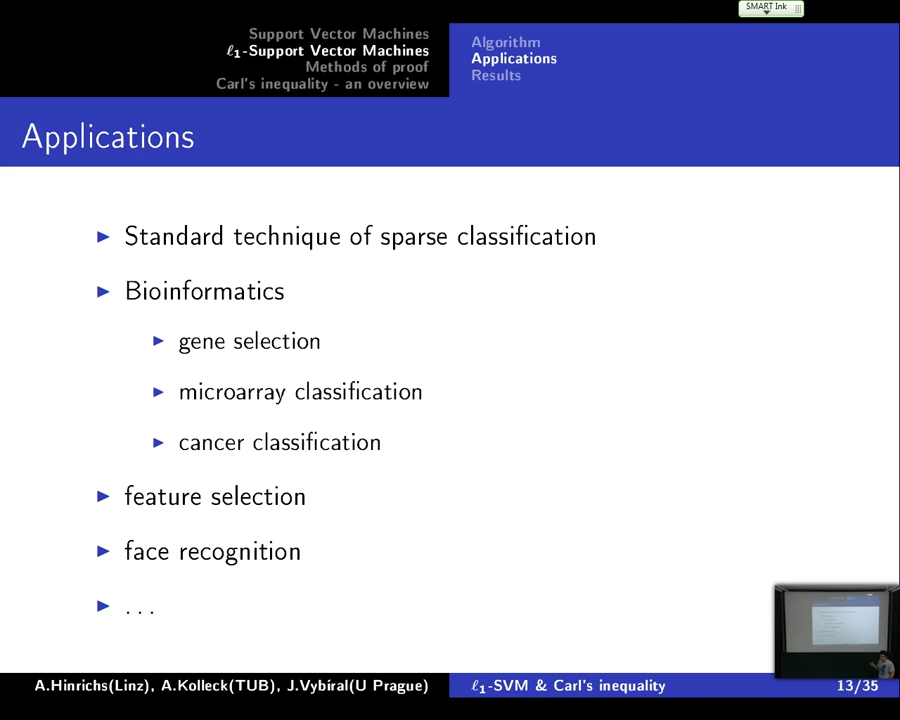 SMART Ink
Support Vector Machines
ℓ1-Support Vector Machines
Methods of proof
Carl's inequality - an overview
Algorithm
Applications
Results
Applications
Standard technique of sparse classification
Bioinformatics
gene selection
microarray classification
cancer classification
feature selection
face recognition
. . .
A.Hinrichs(Linz), A.Kolleck(TUB), J.Vybíral(U Prague)
ℓ1-SVM & Carl's inequality
13/35